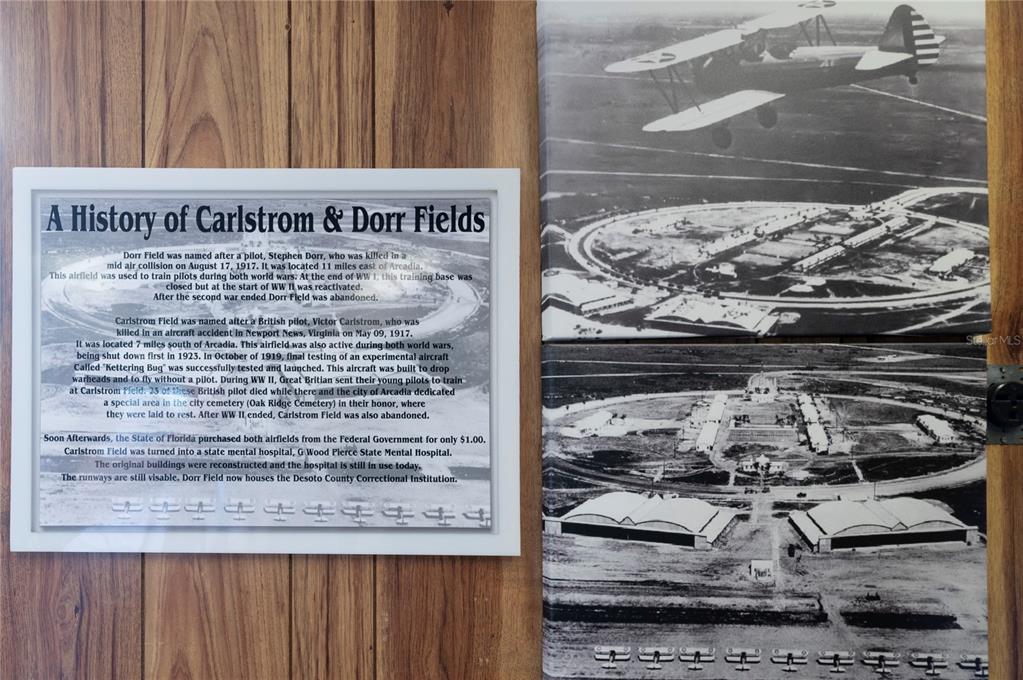 A History of Carlstrom & Dorr Fields
Dorr Field was named after a pilot, Stephen Dorr, who was killed in a
mid air collision on August 17, 1917. It was located 11 miles east of Arcadia.
This airfield was used to train pilots during both world wars. At the end of WW I, this training base was
closed but at the start of WW II was reactivated.
After the second war ended Dorr Field was abandoned.
Carlstrom Field was named after a British pilot, Victor Carlstrom, who was
killed in an aircraft accident in Newport News, Virginia on May 09, 1917.
It was located 7 miles south of Arcadia. This airfield was also active during both world wars,
being shut down first in 1923. In October of 1919, final testing of an experimental aircraft
Called "Kettering Bug" was successfully tested and launched. This aircraft was built to drop
warheads and to fly without a pilot. During WW II, Great Britian sent their young pilots to train
at Carlstrom Field. 23 of these British pilot died while there and the city of Arcadia dedicated
a special area in the city cemetery (Oak Ridge Cemetery) in their honor, where
they were laid to rest. After WW II ended, Carlstrom Field was also abandoned.
Soon Afterwards, the State of Florida purchased both airfields from the Federal Government for only $1.00.
Carlstrom Field was turned into a state mental hospital, G Wood Pierce State Mental Hospital.
The original buildings were reconstructed and the hospital is still in use today.
The runways are still visable. Dorr Field now houses the Desoto County Correctional Institution.
Stellar MLS